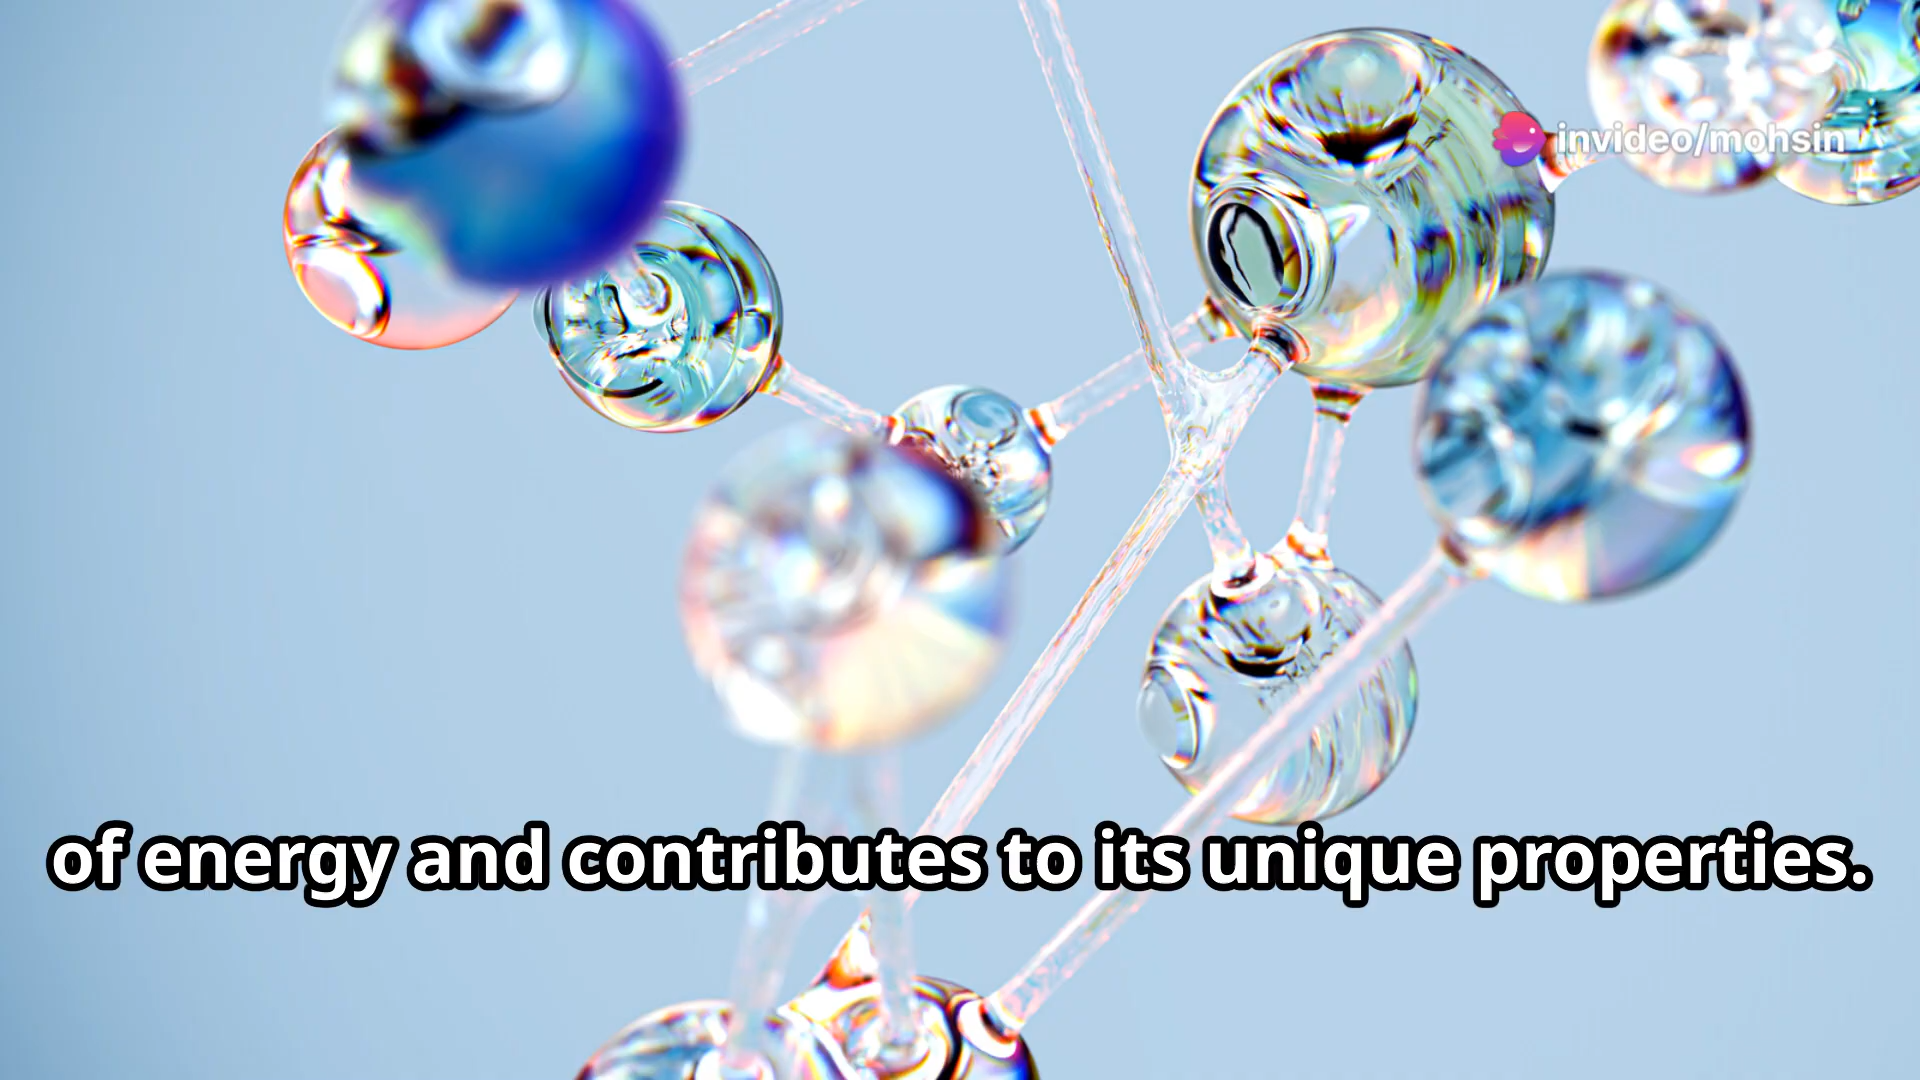 invideo/mohsin
of energy and contributes to its unique properties.